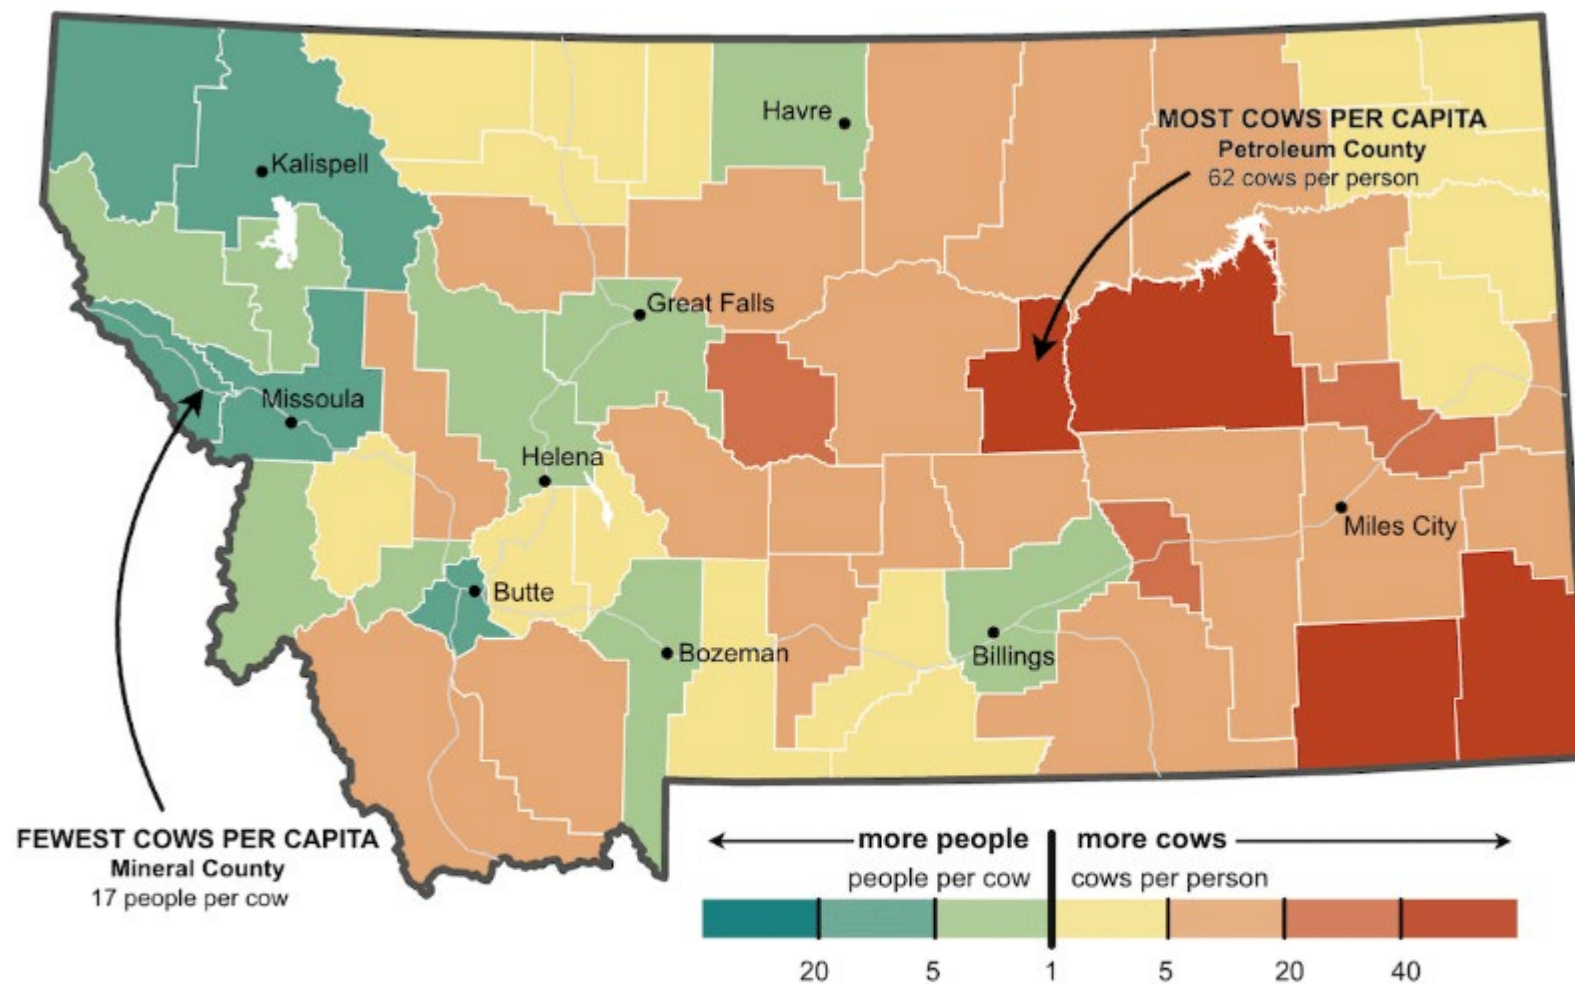 Havre
MOST COWS PER CAPITA
Petroleum County
62 cows per person
Kalispell
Great Falls
Missoula
Helena
Miles City
Butte
Bozeman
Billings
FEWEST COWS PER CAPITA
Mineral County
17 people per cow
more people
more cows
people per cow
cows per person
20 5 1 5 20 40